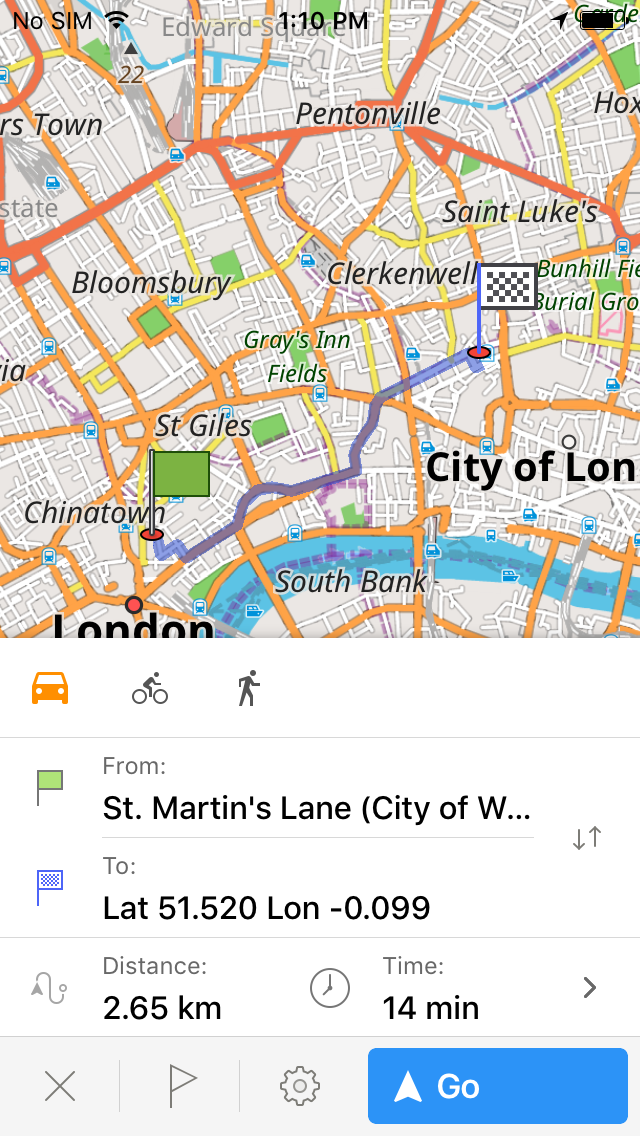 No SIM 1:10 PM
Edward Square
Garde
22
Pentonville
Hox
rs Town
state
Saint Luke's
Clerkenwell
Bunhill Fie
Burial Gro
Bloomsbury
Gray's Inn
Fields
ia
St Giles
City of Lon
Chinatown
South Bank
London
From:
St. Martin's Lane (City of W...
To:
Lat 51.520 Lon -0.099
Distance:
2.65 km
Time:
14 min
Go